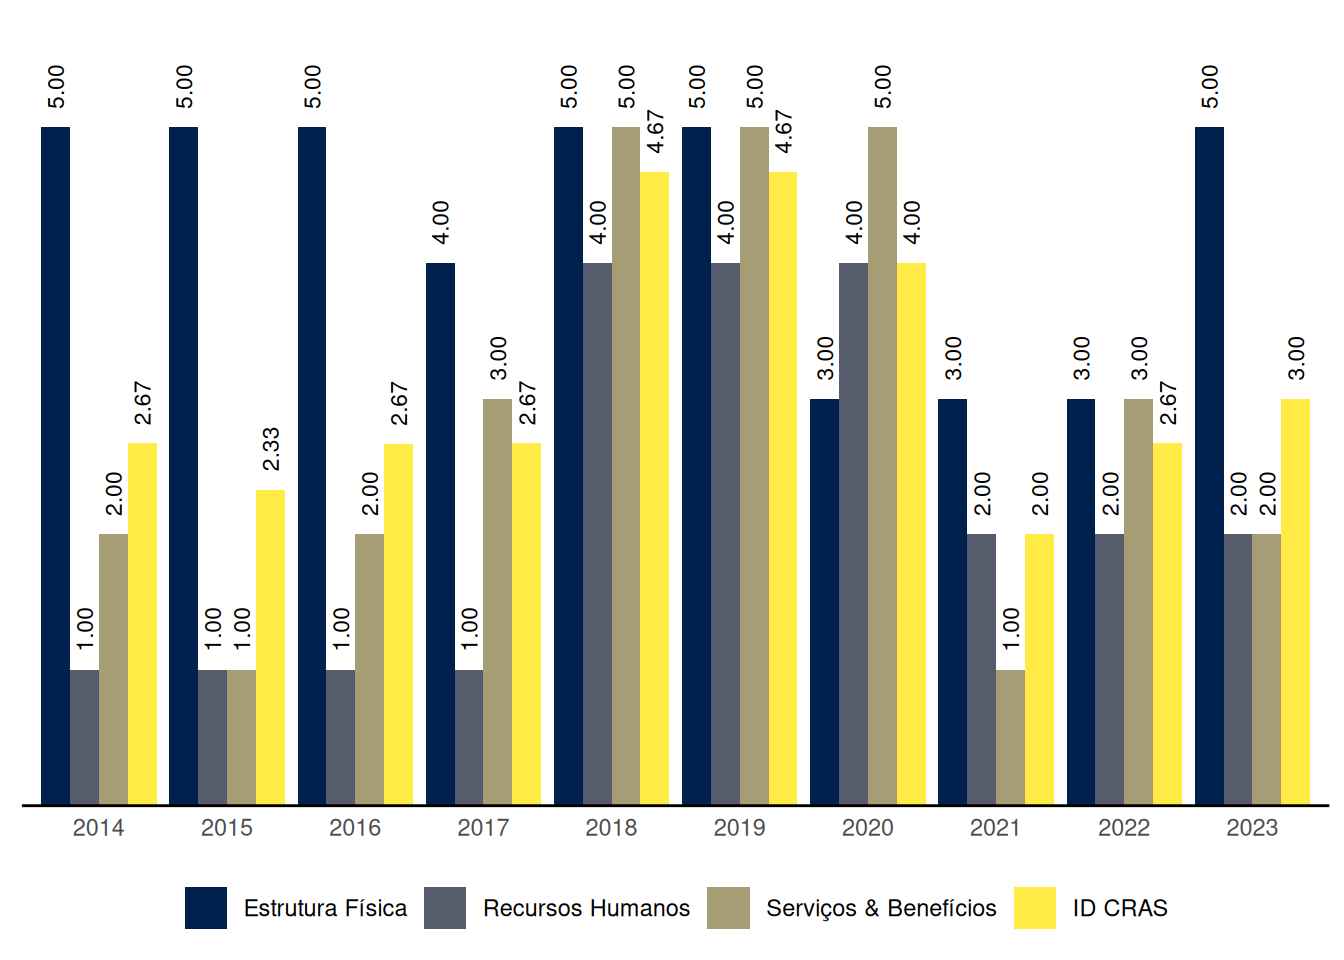 5.00 1.00 2.00 2.67
5.00 1.00 1.00 2.33
5.00 1.00 2.00 2.67
4.00 1.00 3.00 2.67
5.00 4.00 5.00 4.67
5.00 4.00 5.00 4.67
3.00 4.00 5.00 4.00
3.00 2.00 1.00 2.00
3.00 2.00 3.00 2.67
5.00 2.00 2.00 3.00
2014 2015 2016 2017 2018 2019 2020 2021 2022 2023
Estrutura Física Recursos Humanos Serviços & Benefícios ID CRAS